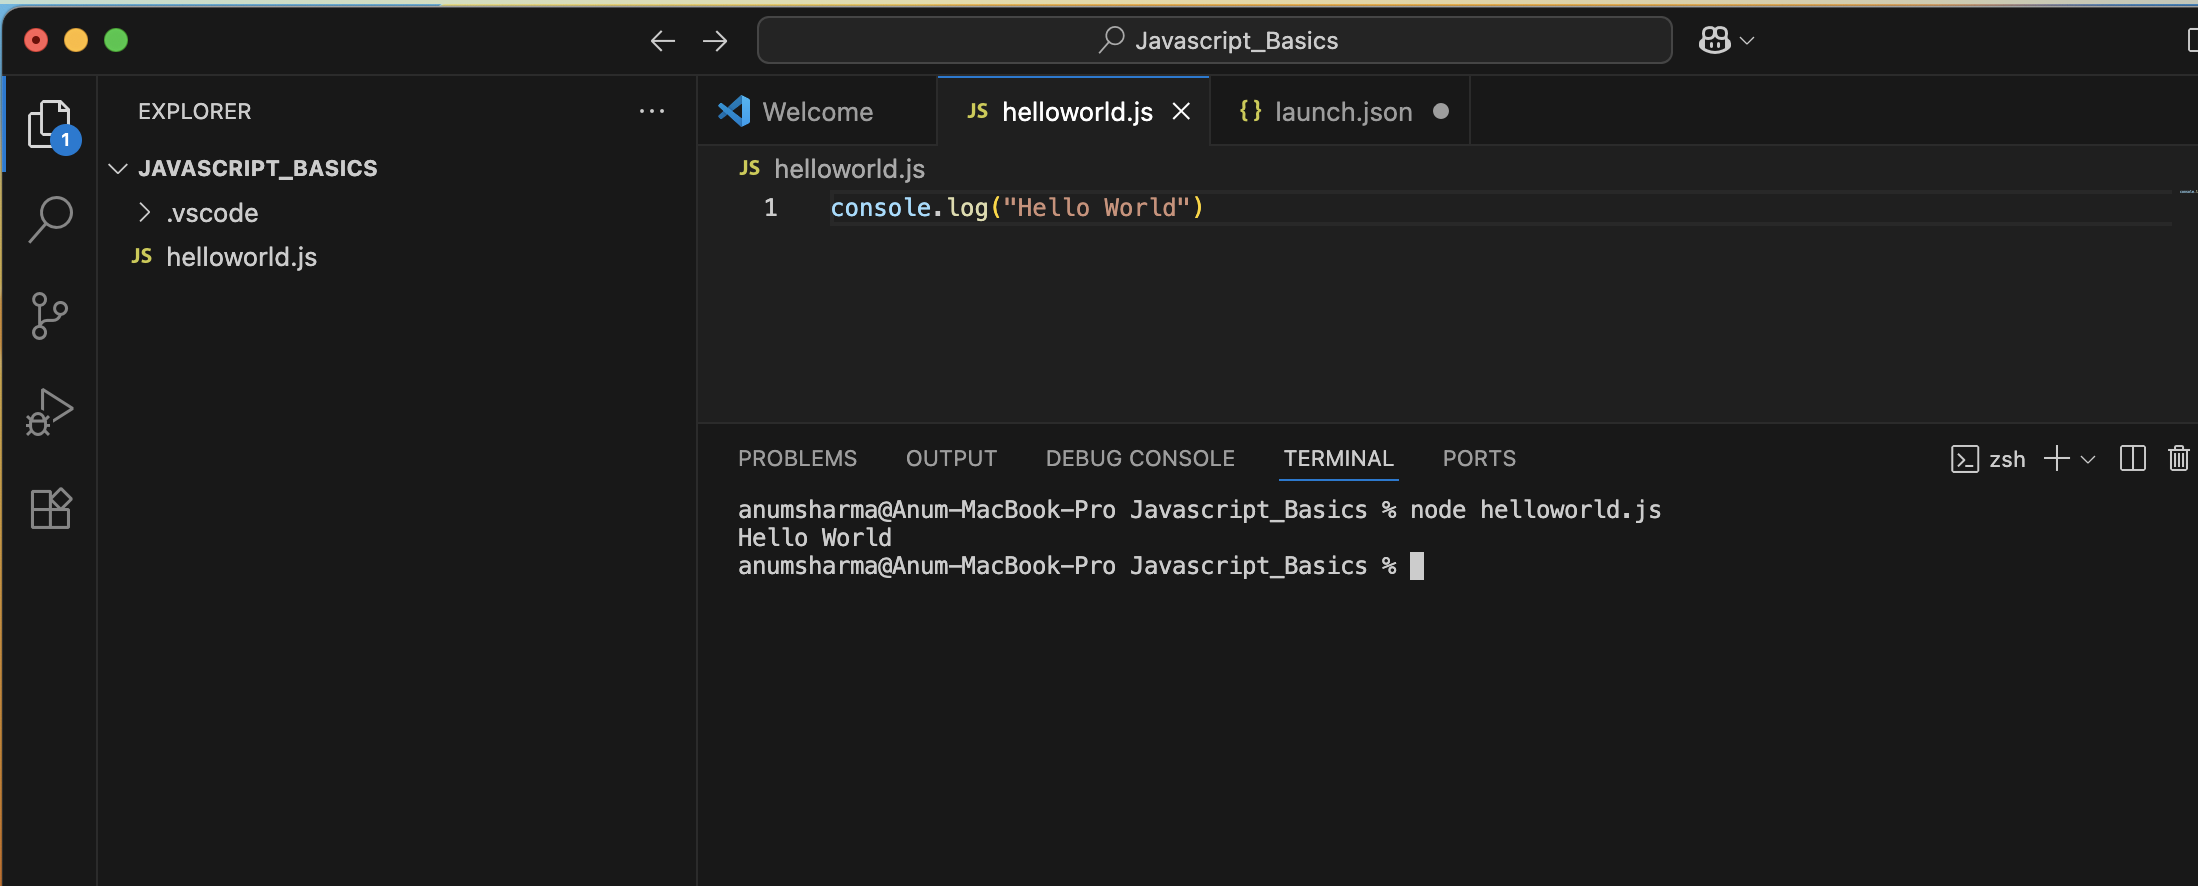 Javascript_Basics
EXPLORER
1
JAVASCRIPT_BASICS
.vscode
JS helloworld.js
Welcome
JS helloworld.js
{} launch.json
JS helloworld.js
1 console.log("Hello World")
PROBLEMS OUTPUT DEBUG CONSOLE TERMINAL PORTS
zsh
anumsharma@Anum-MacBook-Pro Javascript_Basics % node helloworld.js
Hello World
anumsharma@Anum-MacBook-Pro Javascript_Basics %